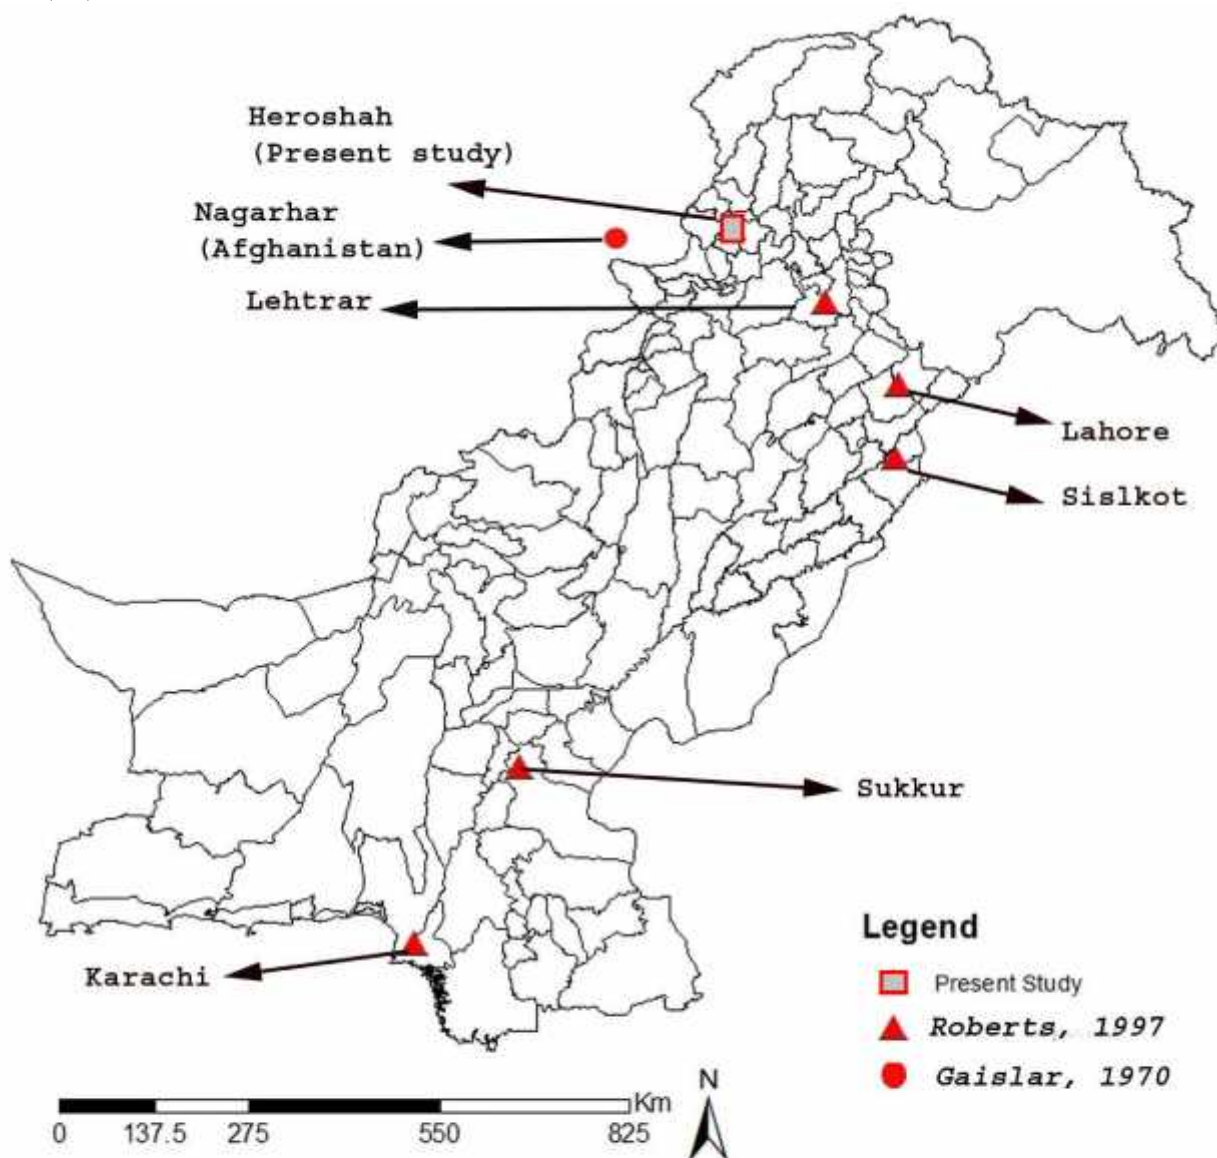 Heroshah
(Present study)
Nagarhar
(Afghanistan)
Lehtrar
Lahore
Sislkot
Sukkur
Karachi
Legend
Present Study
Roberts, 1997
Gaislar, 1970
Km
0 137.5 275 550 825
N